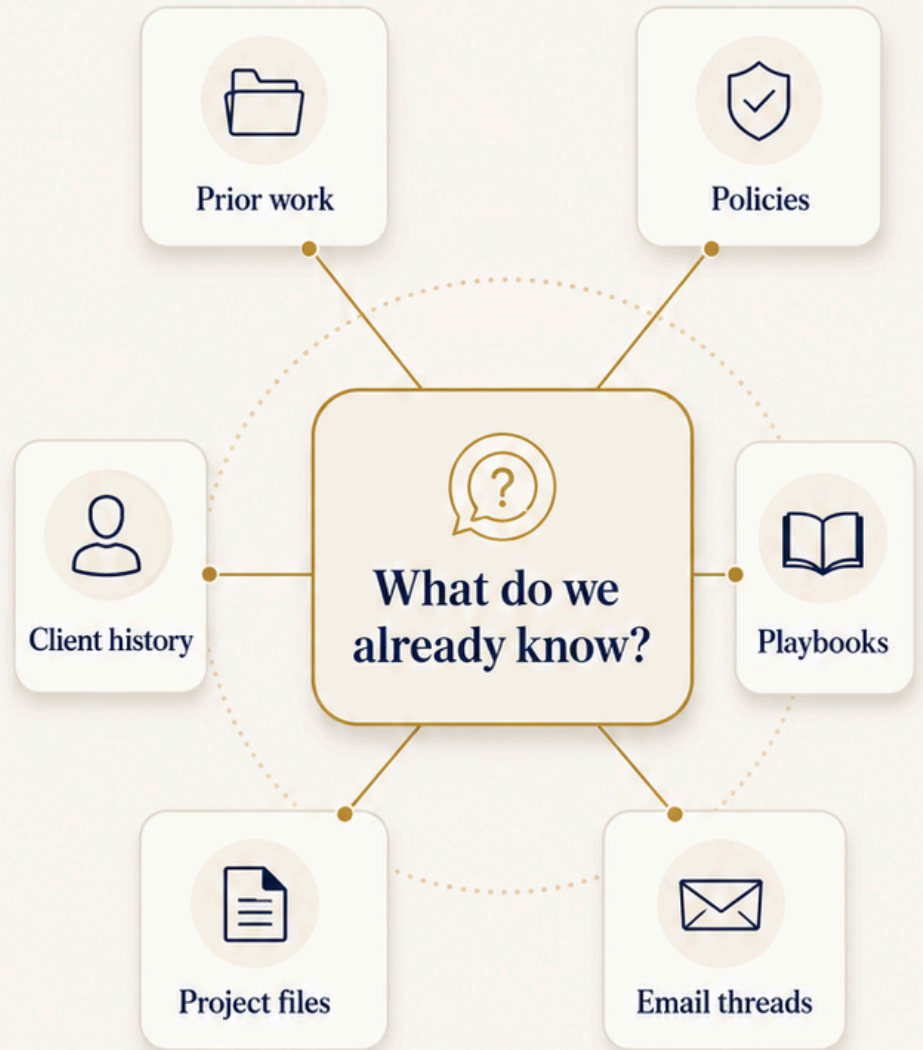 Prior work
Policies
?
What do we
already know?
Client history
Playbooks
Project files
Email threads